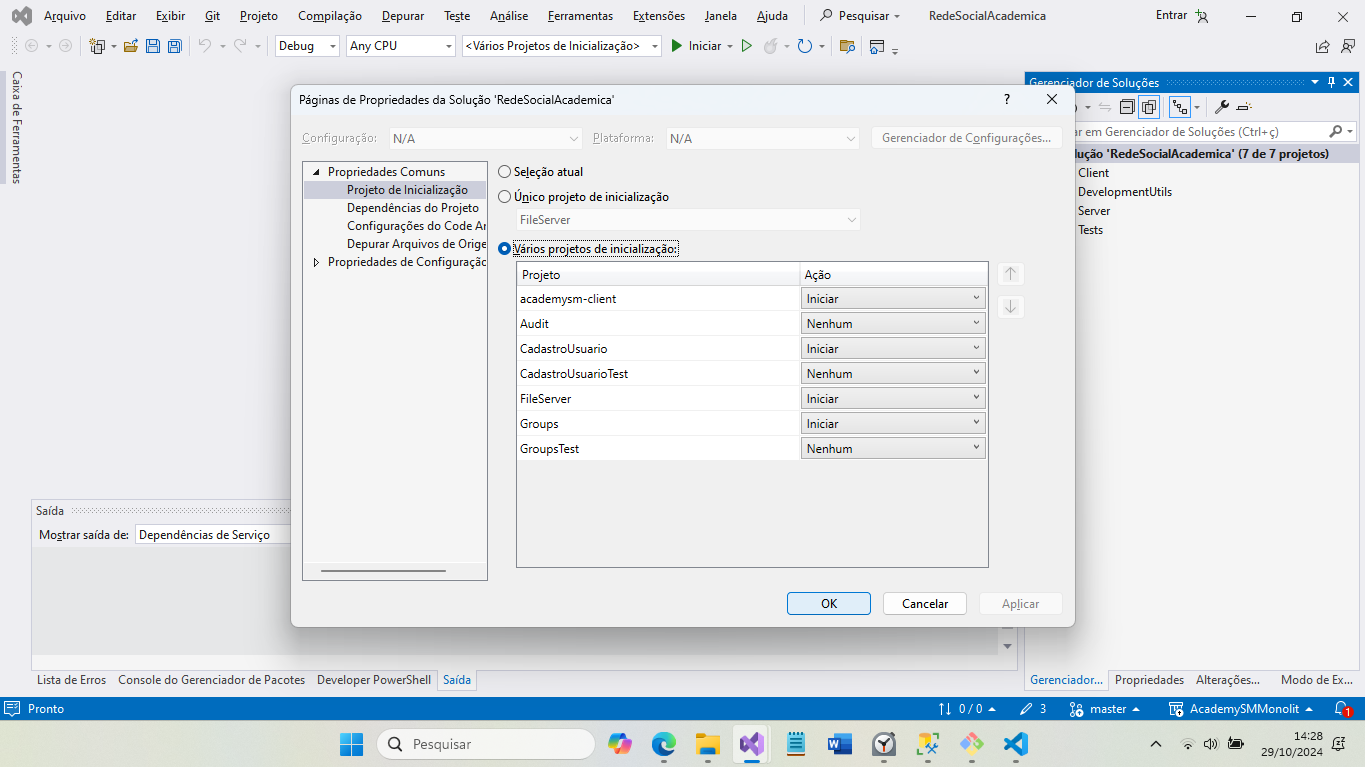 Arquivo Editar Exibir Git Projeto Compilação Depurar Teste Análise Ferramentas Extensões Janela Ajuda Pesquisar RedeSocialAcademica Entrar
Debug Any CPU <Vários Projetos de Inicialização> Iniciar
Caixa de Ferramentas
Páginas de Propriedades da Solução 'RedeSocialAcademica' ?
Configuração: N/A Plataforma: N/A Gerenciador de Configurações...
Propriedades Comuns
Projeto de Inicialização
Dependências do Projeto
Configurações do Code Ar
Depurar Arquivos de Orige
Propriedades de Configuração
Seleção atual
Único projeto de inicialização
FileServer
Vários projetos de inicialização:
Projeto Ação
academysm-client Iniciar
Audit Nenhum
CadastroUsuario Iniciar
CadastroUsuarioTest Nenhum
FileServer Iniciar
Groups Iniciar
GroupsTest Nenhum
OK Cancelar Aplicar
Gerenciador de Soluções
ar em Gerenciador de Soluções (Ctrl+ç)
lução 'RedeSocialAcademica' (7 de 7 projetos)
Client
DevelopmentUtils
Server
Tests
Saída
Mostrar saída de: Dependências de Serviço
Lista de Erros Console do Gerenciador de Pacotes Developer PowerShell Saída
Gerenciador... Propriedades Alterações... Modo de Ex...
Pronto 0 / 0 3 master AcademySMMonolit 1
Pesquisar
14:28
29/10/2024